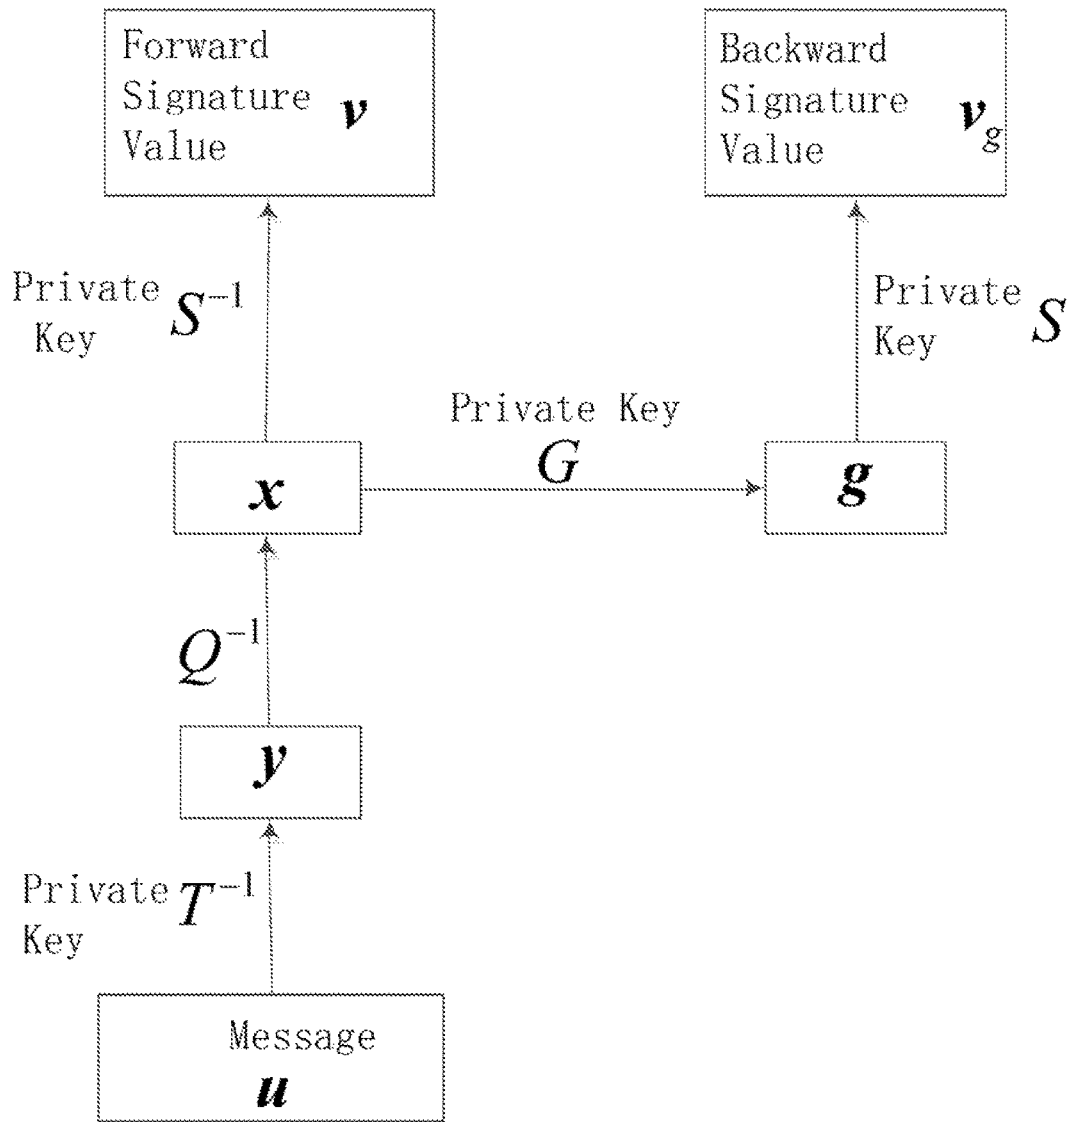 Forward
Signature v
Value
Backward
Signature v_g
Value
Private S^{-1}
Key
Private S
Key
Private Key
G
x
g
Q^{-1}
y
Private T^{-1}
Key
Message
u